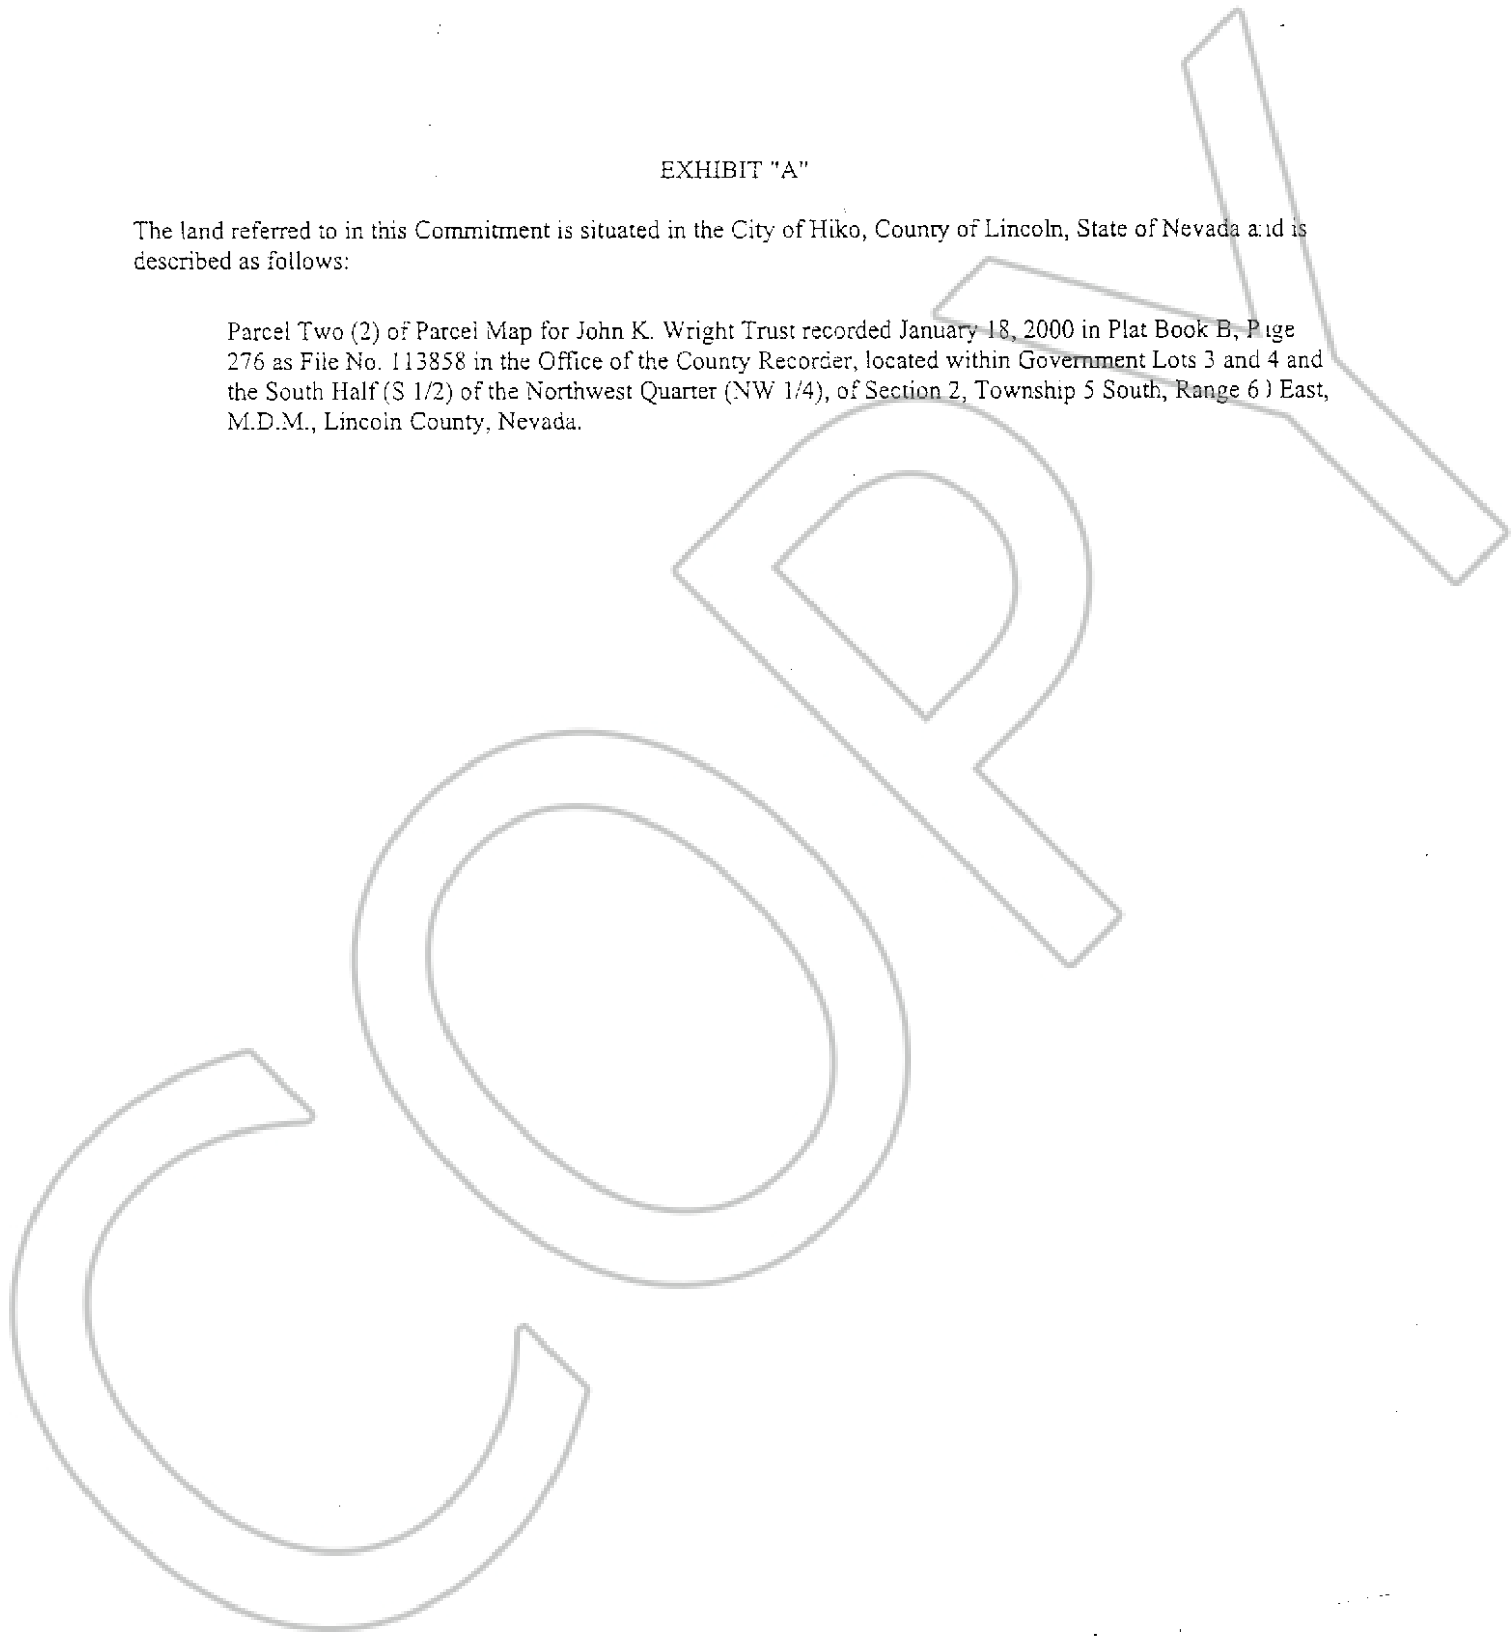 EXHIBIT "A"
The land referred to in this Commitment is situated in the City of Hiko, County of Lincoln, State of Nevada and is
described as follows:
Parcel Two (2) of Parcel Map for John K. Wright Trust recorded January 18, 2000 in Plat Book B, Page
276 as File No. 113858 in the Office of the County Recorder, located within Government Lots 3 and 4 and
the South Half (S 1/2) of the Northwest Quarter (NW 1/4), of Section 2, Township 5 South, Range East,
M.D.M., Lincoln County, Nevada.
COPY